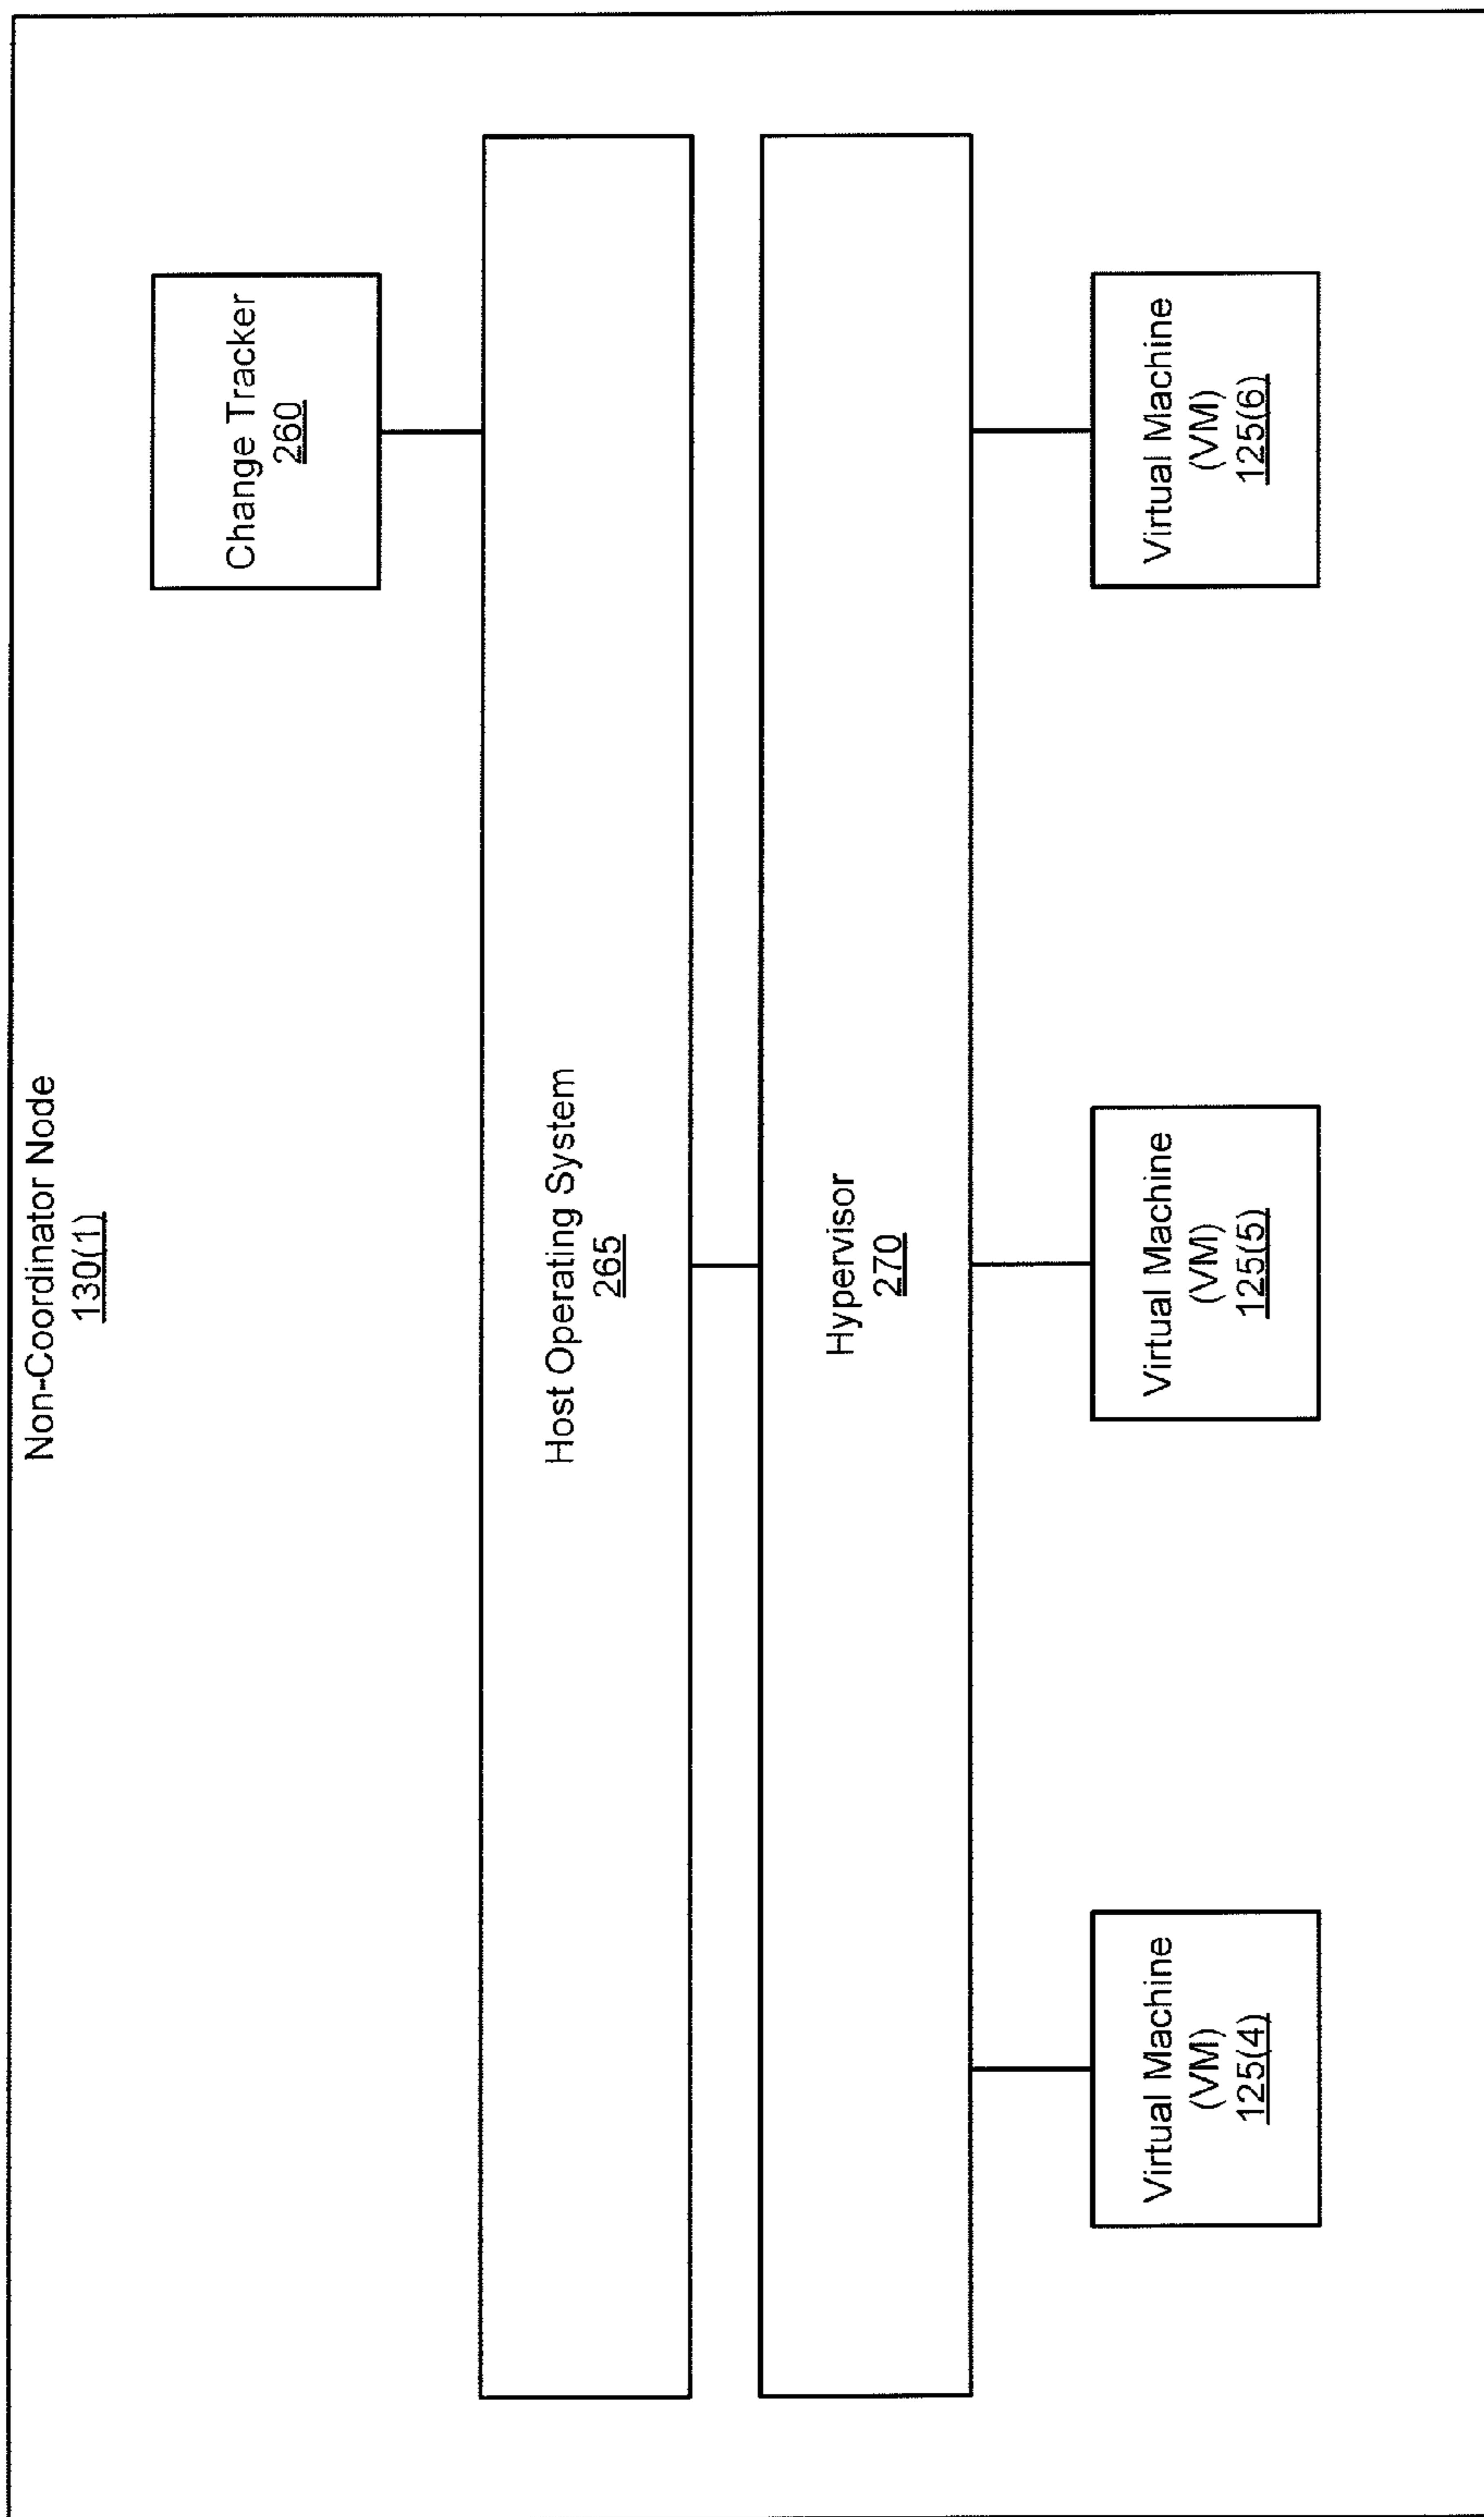 Non-Coordinator Node
130(1)
Change Tracker
260
Host Operating System
265
Hypervisor
270
Virtual Machine
(VM)
125(4)
Virtual Machine
(VM)
125(5)
Virtual Machine
(VM)
125(6)